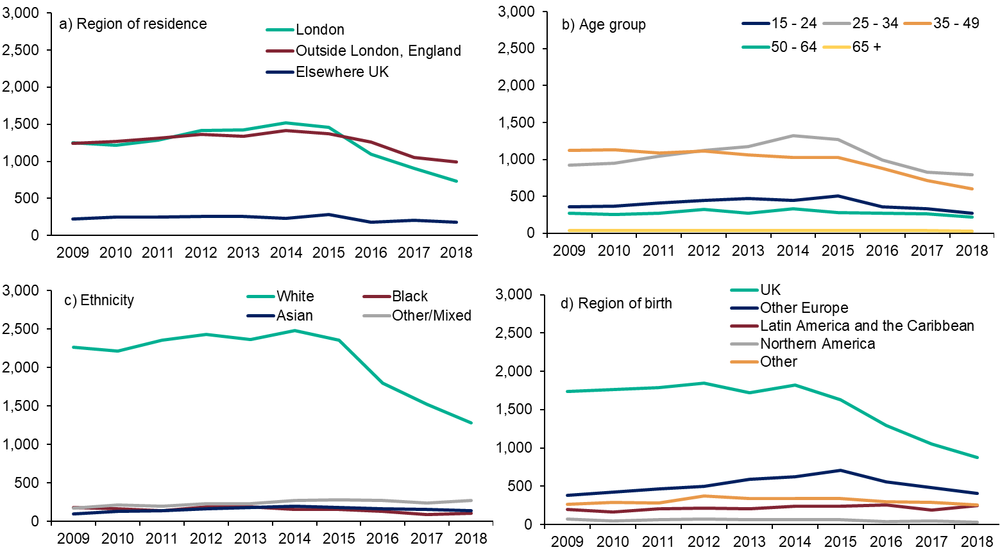 a) Region of residence
London
Outside London, England
Elsewhere UK
3,000
2,500
2,000
1,500
1,000
500
0
2009 2010 2011 2012 2013 2014 2015 2016 2017 2018
b) Age group
15 - 24 25 - 34 35 - 49
50 - 64 65 +
3,000
2,500
2,000
1,500
1,000
500
0
2009 2010 2011 2012 2013 2014 2015 2016 2017 2018
c) Ethnicity
White Black
Asian Other/Mixed
3,000
2,500
2,000
1,500
1,000
500
0
2009 2010 2011 2012 2013 2014 2015 2016 2017 2018
d) Region of birth
UK
Other Europe
Latin America and the Caribbean
Northern America
Other
3,000
2,500
2,000
1,500
1,000
500
0
2009 2010 2011 2012 2013 2014 2015 2016 2017 2018